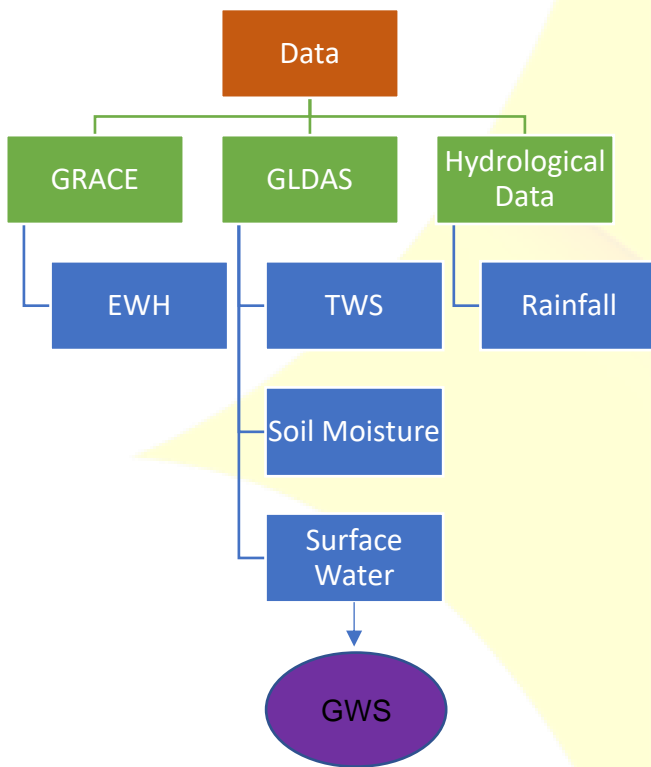 Data
GRACE
GLDAS
Hydrological
Data
EWH
TWS
Rainfall
Soil Moisture
Surface
Water
GWS